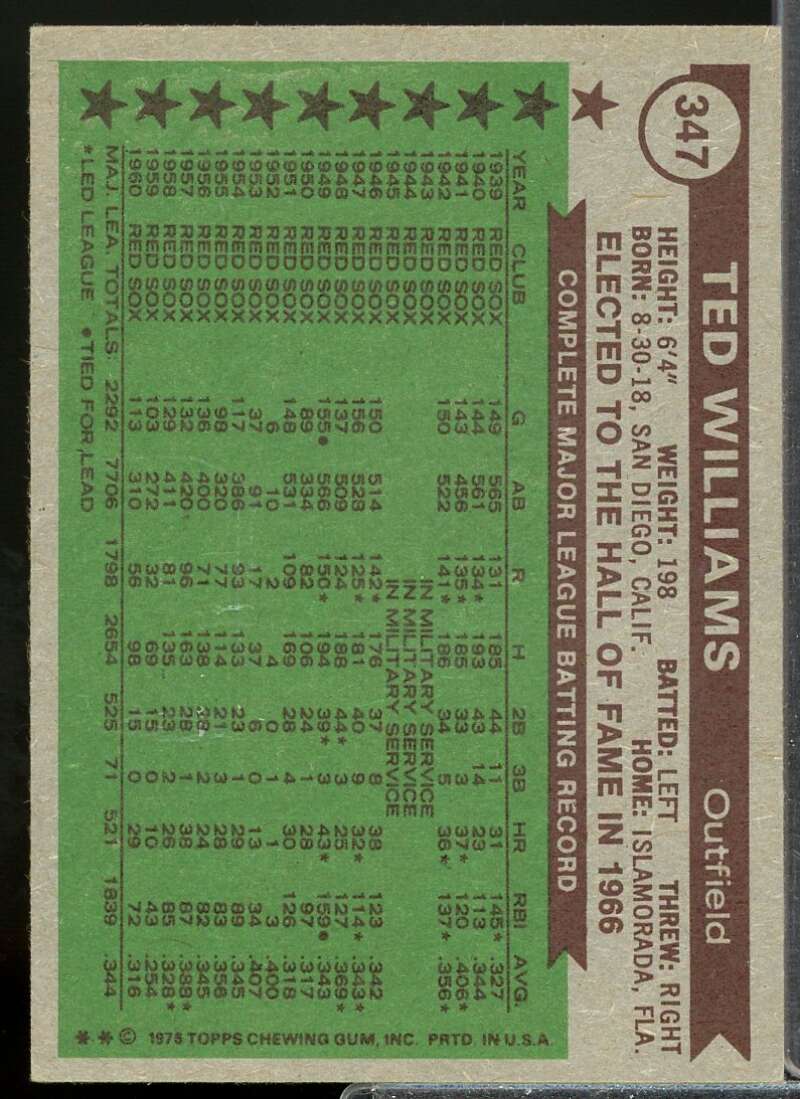 347
TED WILLIAMS Outfield
HEIGHT: 6'4" WEIGHT: 198 BATTED: LEFT THREW: RIGHT
BORN: 8-30-18, SAN DIEGO, CALIF. HOME: ISLAMORADA, FLA.
ELECTED TO THE HALL OF FAME IN 1966
COMPLETE MAJOR LEAGUE BATTING RECORD
YEAR CLUB G AB R H 2B 3B HR RBI AVG.
1939 RED SOX 149 565 131 185 44 11 31 145* .327
1940 RED SOX 144 561 134* 193 43 14 23 113 .344
1941 RED SOX 143 456 135* 185 33 3 37* 120 .406*
1942 RED SOX 150 522 141* 186 34 5 36* 137* .356*
1943 RED SOX IN MILITARY SERVICE
1944 RED SOX IN MILITARY SERVICE
1945 RED SOX IN MILITARY SERVICE
1946 RED SOX 150 514 142* 176 37 8 38 123 .342
1947 RED SOX 156 528 125* 181 40 9 32* 114* .343*
1948 RED SOX 137 509 124 188 44* 3 25 127 .369*
1949 RED SOX 155• 566 150* 194 39* 3 43* 159• .343
1950 RED SOX 89 334 82 106 24 1 28 97 .317
1951 RED SOX 148 531 109 169 28 4 30 126 .318
1952 RED SOX 6 10 2 4 0 1 1 3 .400
1953 RED SOX 37 91 17 37 6 0 13 34 .407
1954 RED SOX 117 386 93 133 23 1 29 89 .345
1955 RED SOX 98 320 77 114 21 3 28 83 .356
1956 RED SOX 136 400 71 138 28 2 24 82 .345
1957 RED SOX 132 420 96 163 28 1 38 87 .388*
1958 RED SOX 129 411 81 135 23 2 26 85 .328*
1959 RED SOX 103 272 32 69 15 0 10 43 .254
1960 RED SOX 113 310 56 98 15 0 29 72 .316
MAJ. LEA. TOTALS 2292 7706 1798 2654 525 71 521 1839 .344
*LED LEAGUE •TIED FOR LEAD
** © 1975 TOPPS CHEWING GUM, INC. PRTD. IN U.S.A.